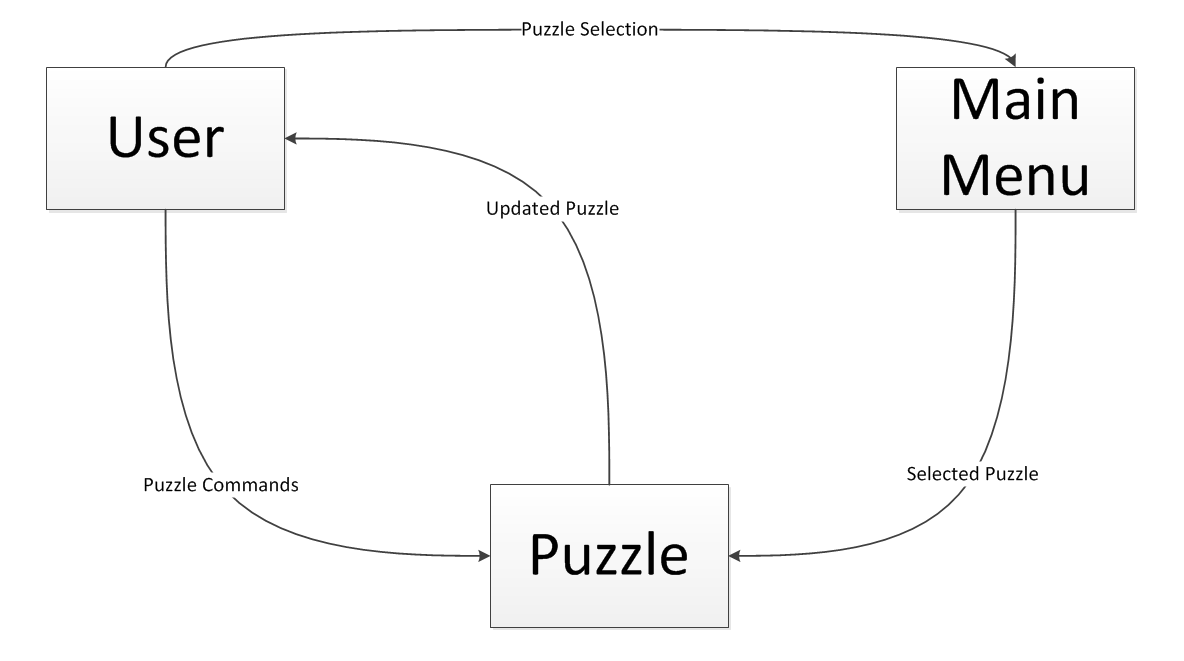 Puzzle Selection
User
Main
Menu
Updated Puzzle
Puzzle Commands
Selected Puzzle
Puzzle